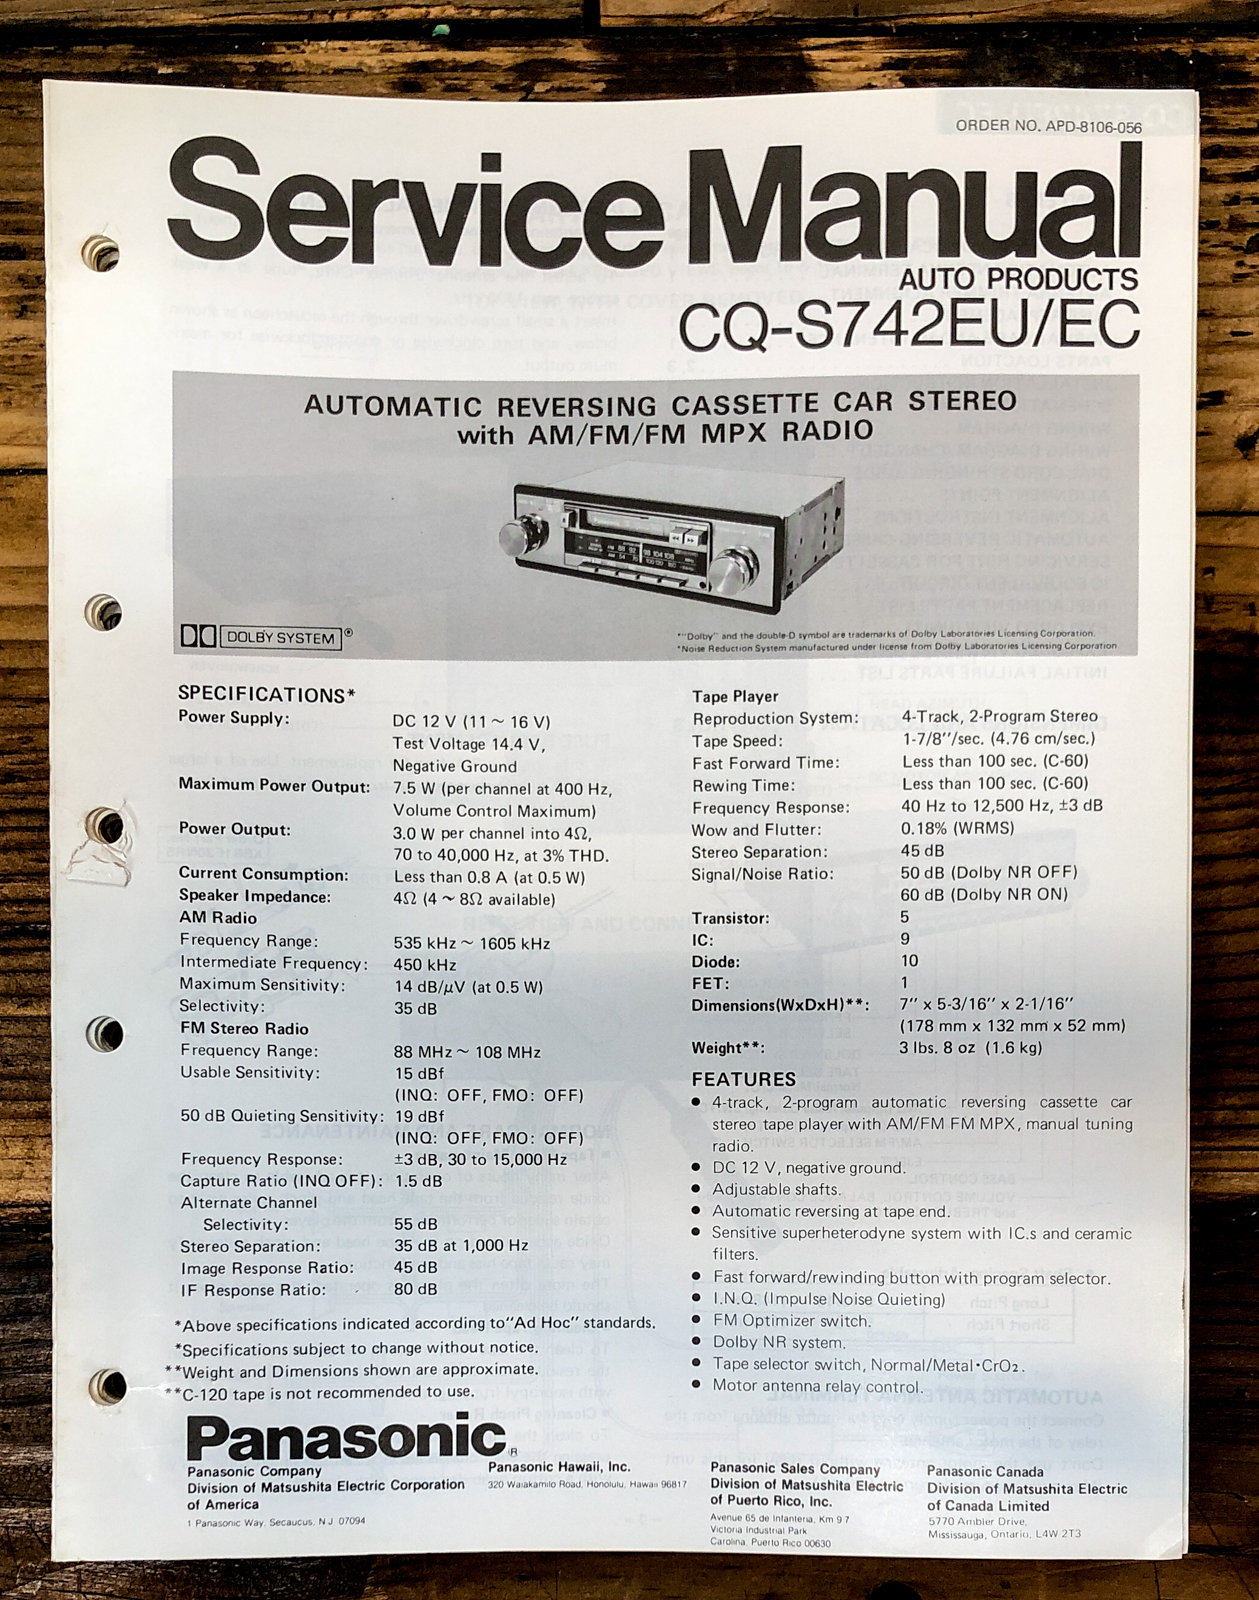 ORDER NO. APD-8106-056
Service Manual
AUTO PRODUCTS
CQ-S742EU/EC
AUTOMATIC REVERSING CASSETTE CAR STEREO
with AM/FM/FM MPX RADIO
DOLBY SYSTEM ®
*"Dolby" and the double-D symbol are trademarks of Dolby Laboratories Licensing Corporation.
*Noise Reduction System manufactured under license from Dolby Laboratories Licensing Corporation
SPECIFICATIONS*
Power Supply: DC 12 V (11 ~ 16 V)
Test Voltage 14.4 V,
Negative Ground
Maximum Power Output: 7.5 W (per channel at 400 Hz,
Volume Control Maximum)
Power Output: 3.0 W per channel into 4Ω,
70 to 40,000 Hz, at 3% THD.
Current Consumption: Less than 0.8 A (at 0.5 W)
Speaker Impedance: 4Ω (4 ~ 8Ω available)
AM Radio
Frequency Range: 535 kHz ~ 1605 kHz
Intermediate Frequency: 450 kHz
Maximum Sensitivity: 14 dB/μV (at 0.5 W)
Selectivity: 35 dB
FM Stereo Radio
Frequency Range: 88 MHz ~ 108 MHz
Usable Sensitivity: 15 dBf
(INQ: OFF, FMO: OFF)
50 dB Quieting Sensitivity: 19 dBf
(INQ: OFF, FMO: OFF)
Frequency Response: ±3 dB, 30 to 15,000 Hz
Capture Ratio (INQ OFF): 1.5 dB
Alternate Channel
Selectivity: 55 dB
Stereo Separation: 35 dB at 1,000 Hz
Image Response Ratio: 45 dB
IF Response Ratio: 80 dB
*Above specifications indicated according to"Ad Hoc" standards.
*Specifications subject to change without notice.
**Weight and Dimensions shown are approximate.
**C-120 tape is not recommended to use.
Tape Player
Reproduction System: 4-Track, 2-Program Stereo
Tape Speed: 1-7/8''/sec. (4.76 cm/sec.)
Fast Forward Time: Less than 100 sec. (C-60)
Rewing Time: Less than 100 sec. (C-60)
Frequency Response: 40 Hz to 12,500 Hz, ±3 dB
Wow and Flutter: 0.18% (WRMS)
Stereo Separation: 45 dB
Signal/Noise Ratio: 50 dB (Dolby NR OFF)
60 dB (Dolby NR ON)
Transistor: 5
IC: 9
Diode: 10
FET: 1
Dimensions(WxDxH)**: 7'' x 5-3/16'' x 2-1/16''
(178 mm x 132 mm x 52 mm)
Weight**: 3 lbs. 8 oz (1.6 kg)
FEATURES
● 4-track, 2-program automatic reversing cassette car
stereo tape player with AM/FM FM MPX, manual tuning
radio.
● DC 12 V, negative ground.
● Adjustable shafts.
● Automatic reversing at tape end.
● Sensitive superheterodyne system with IC.s and ceramic
filters.
● Fast forward/rewinding button with program selector.
● I.N.Q. (Impulse Noise Quieting)
● FM Optimizer switch.
● Dolby NR system.
● Tape selector switch, Normal/Metal·CrO2.
● Motor antenna relay control.
Panasonic®
Panasonic Company
Division of Matsushita Electric Corporation
of America
1 Panasonic Way, Secaucus, N J 07094
Panasonic Hawaii, Inc.
320 Waiakamilo Road, Honolulu, Hawaii 96817
Panasonic Sales Company
Division of Matsushita Electric
of Puerto Rico, Inc.
Avenue 65 de Infanteria, Km 9 7
Victoria Industrial Park
Carolina, Puerto Rico 00630
Panasonic Canada
Division of Matsushita Electric
of Canada Limited
5770 Ambler Drive,
Mississauga, Ontario, L4W 2T3